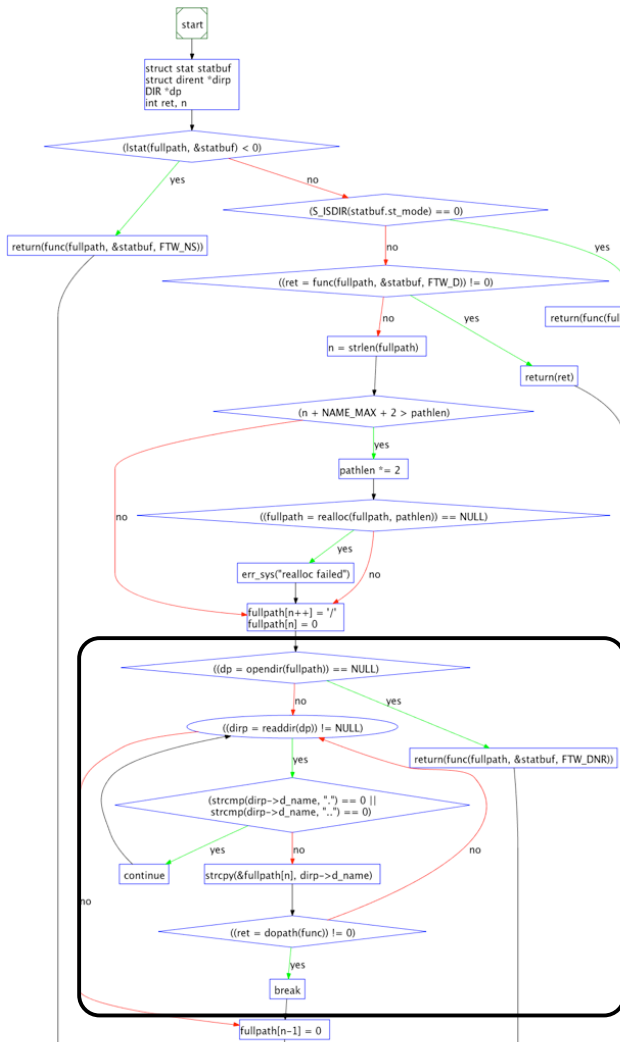 start
struct stat statbuf
struct dirent *dirp
DIR *dp
int ret, n
(lstat(fullpath, &statbuf) < 0)
yes
no
(S_ISDIR(statbuf.st_mode) == 0)
return(func(fullpath, &statbuf, FTW_NS))
no
yes
((ret = func(fullpath, &statbuf, FTW_D)) != 0)
return(func(ful
no
yes
n = strlen(fullpath)
return(ret)
(n + NAME_MAX + 2 > pathlen)
yes
pathlen *= 2
no
((fullpath = realloc(fullpath, pathlen)) == NULL)
yes
no
err_sys("realloc failed")
fullpath[n++] = '/'
fullpath[n] = 0
((dp = opendir(fullpath)) == NULL)
no
yes
((dirp = readdir(dp)) != NULL)
return(func(fullpath, &statbuf, FTW_DNR))
yes
(strcmp(dirp->d_name, ".") == 0 ||
strcmp(dirp->d_name, "..") == 0)
yes
no
no
continue
strcpy(&fullpath[n], dirp->d_name)
no
((ret = dopath(func)) != 0)
yes
break
fullpath[n-1] = 0